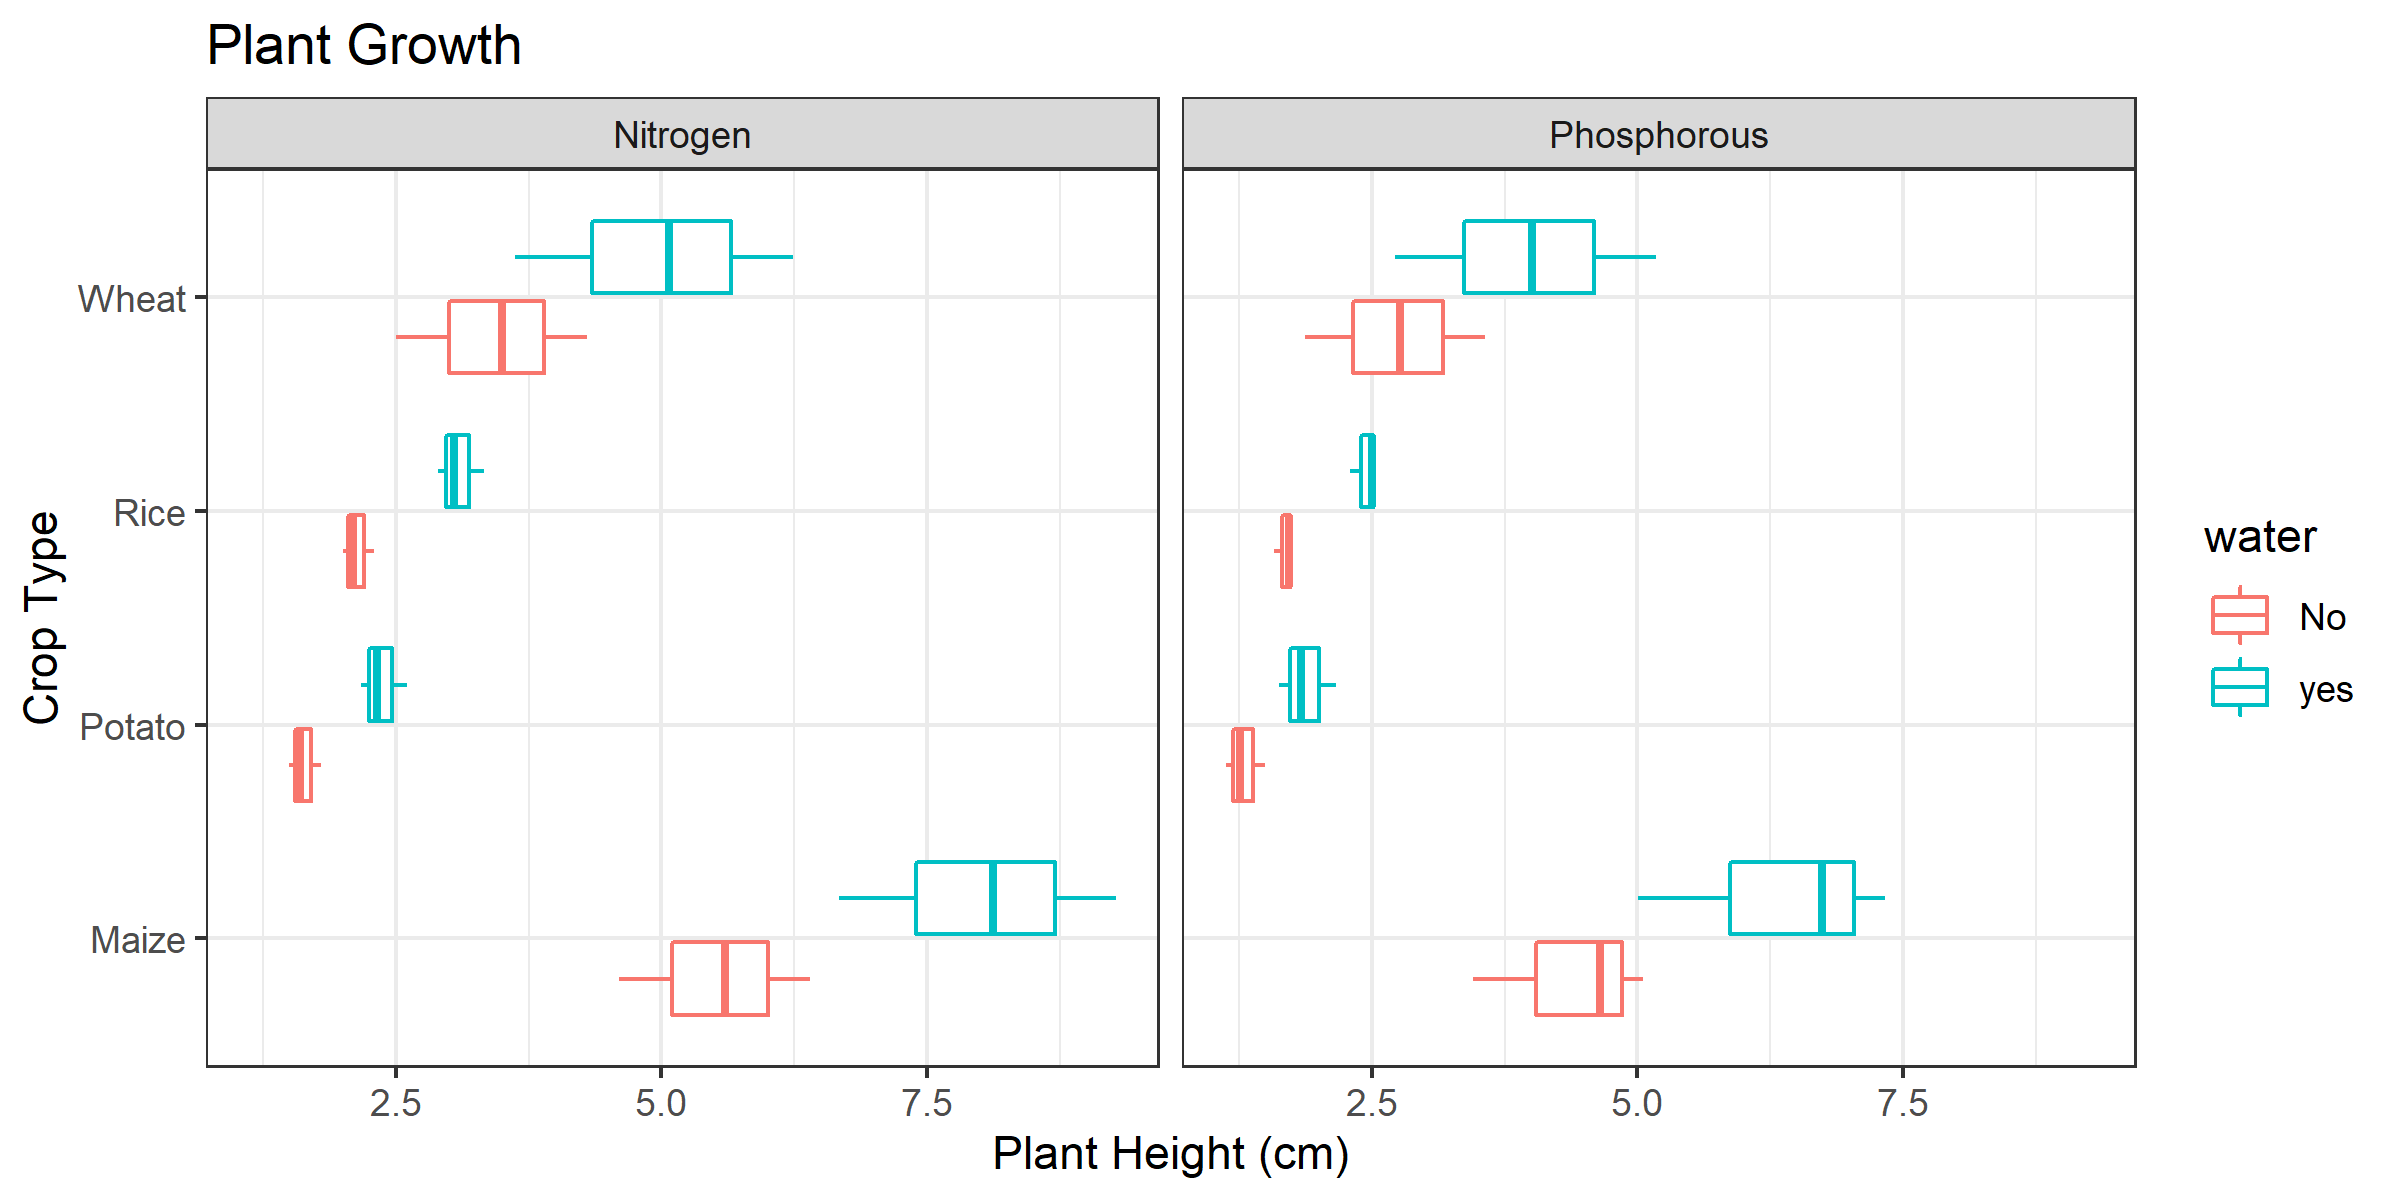 Plant Growth
Nitrogen
Phosphorous
Wheat
Rice
Potato
Maize
Crop Type
2.5
5.0
7.5
2.5
5.0
7.5
Plant Height (cm)
water
No
yes